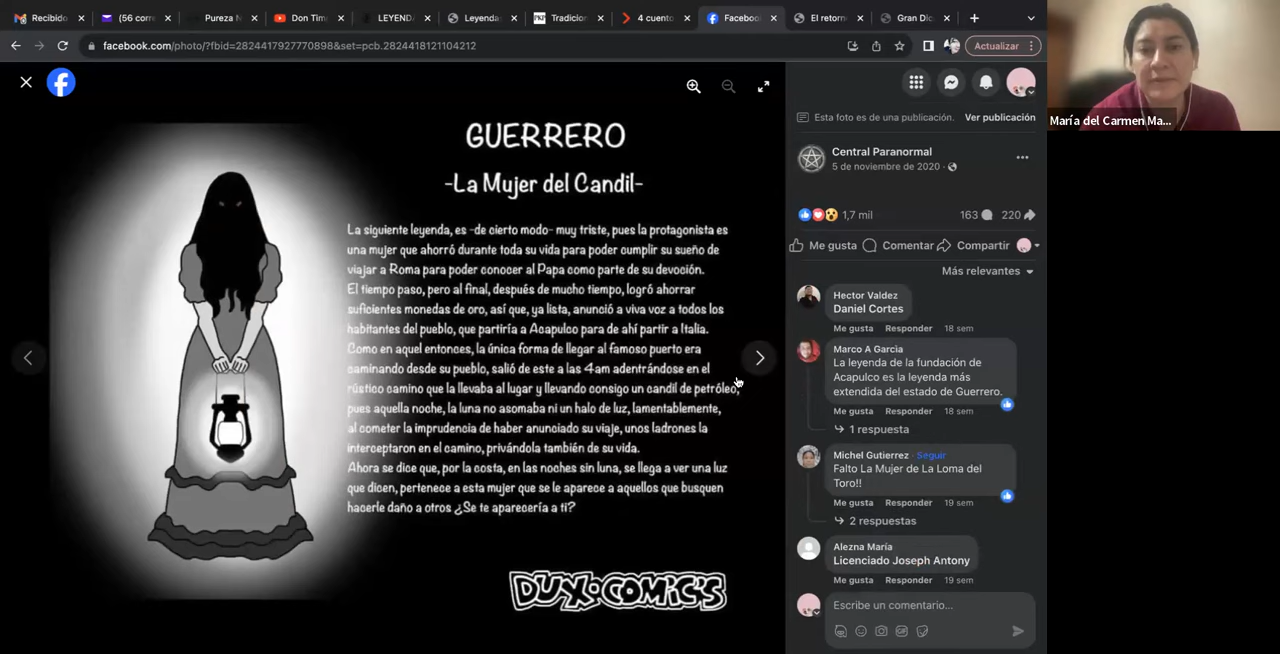 Recibido
(56 corre
Pureza N
Don Tim
LEYEND
Leyenda
PKP
Tradicion
4 cuento
Faceboo
El retorn
Gran Dic
facebook.com/photo/?fbid=2824417927770898&set=pcb.2824418121104212
Actualizar
GUERRERO
-La Mujer del Candil-
La siguiente leyenda, es -de cierto modo- muy triste, pues la protagonista es
una mujer que ahorró durante toda su vida para poder cumplir su sueño de
viajar a Roma para poder conocer al Papa como parte de su devoción.
El tiempo paso, pero al final, después de mucho tiempo, logró ahorrar
suficientes monedas de oro, así que, ya lista, anunció a viva voz a todos los
habitantes del pueblo, que partiría a Acapulco para de ahí partir a Italia.
Como en aquel entonces, la única forma de llegar al famoso puerto era
caminando desde su pueblo, salió de este a las 4am adentrándose en el
rústico camino que la llevaba al lugar y llevando consigo un candil de petróleo,
pues aquella noche, la luna no asomaba ni un halo de luz, lamentablemente,
al cometer la imprudencia de haber anunciado su viaje, unos ladrones la
interceptaron en el camino, privándola también de su vida.
Ahora se dice que, por la costa, en las noches sin luna, se llega a ver una luz
que dicen, pertenece a esta mujer que se le aparece a aquellos que busquen
hacerle daño a otros ¿Se te aparecería a ti?
DUX·COMIC'S
Esta foto es de una publicación. Ver publicación
Central Paranormal
5 de noviembre de 2020 ·
1,7 mil
163
220
Me gusta
Comentar
Compartir
Más relevantes
Hector Valdez
Daniel Cortes
Me gusta Responder 18 sem
Marco A Garcìa
La leyenda de la fundación de
Acapulco es la leyenda más
extendida del estado de Guerrero.
Me gusta Responder 18 sem
1 respuesta
Michel Gutierrez · Seguir
Falto La Mujer de La Loma del
Toro!!
Me gusta Responder 19 sem
2 respuestas
Alezna María
Licenciado Joseph Antony
Me gusta Responder 19 sem
Escribe un comentario...
GIF
María del Carmen Ma...